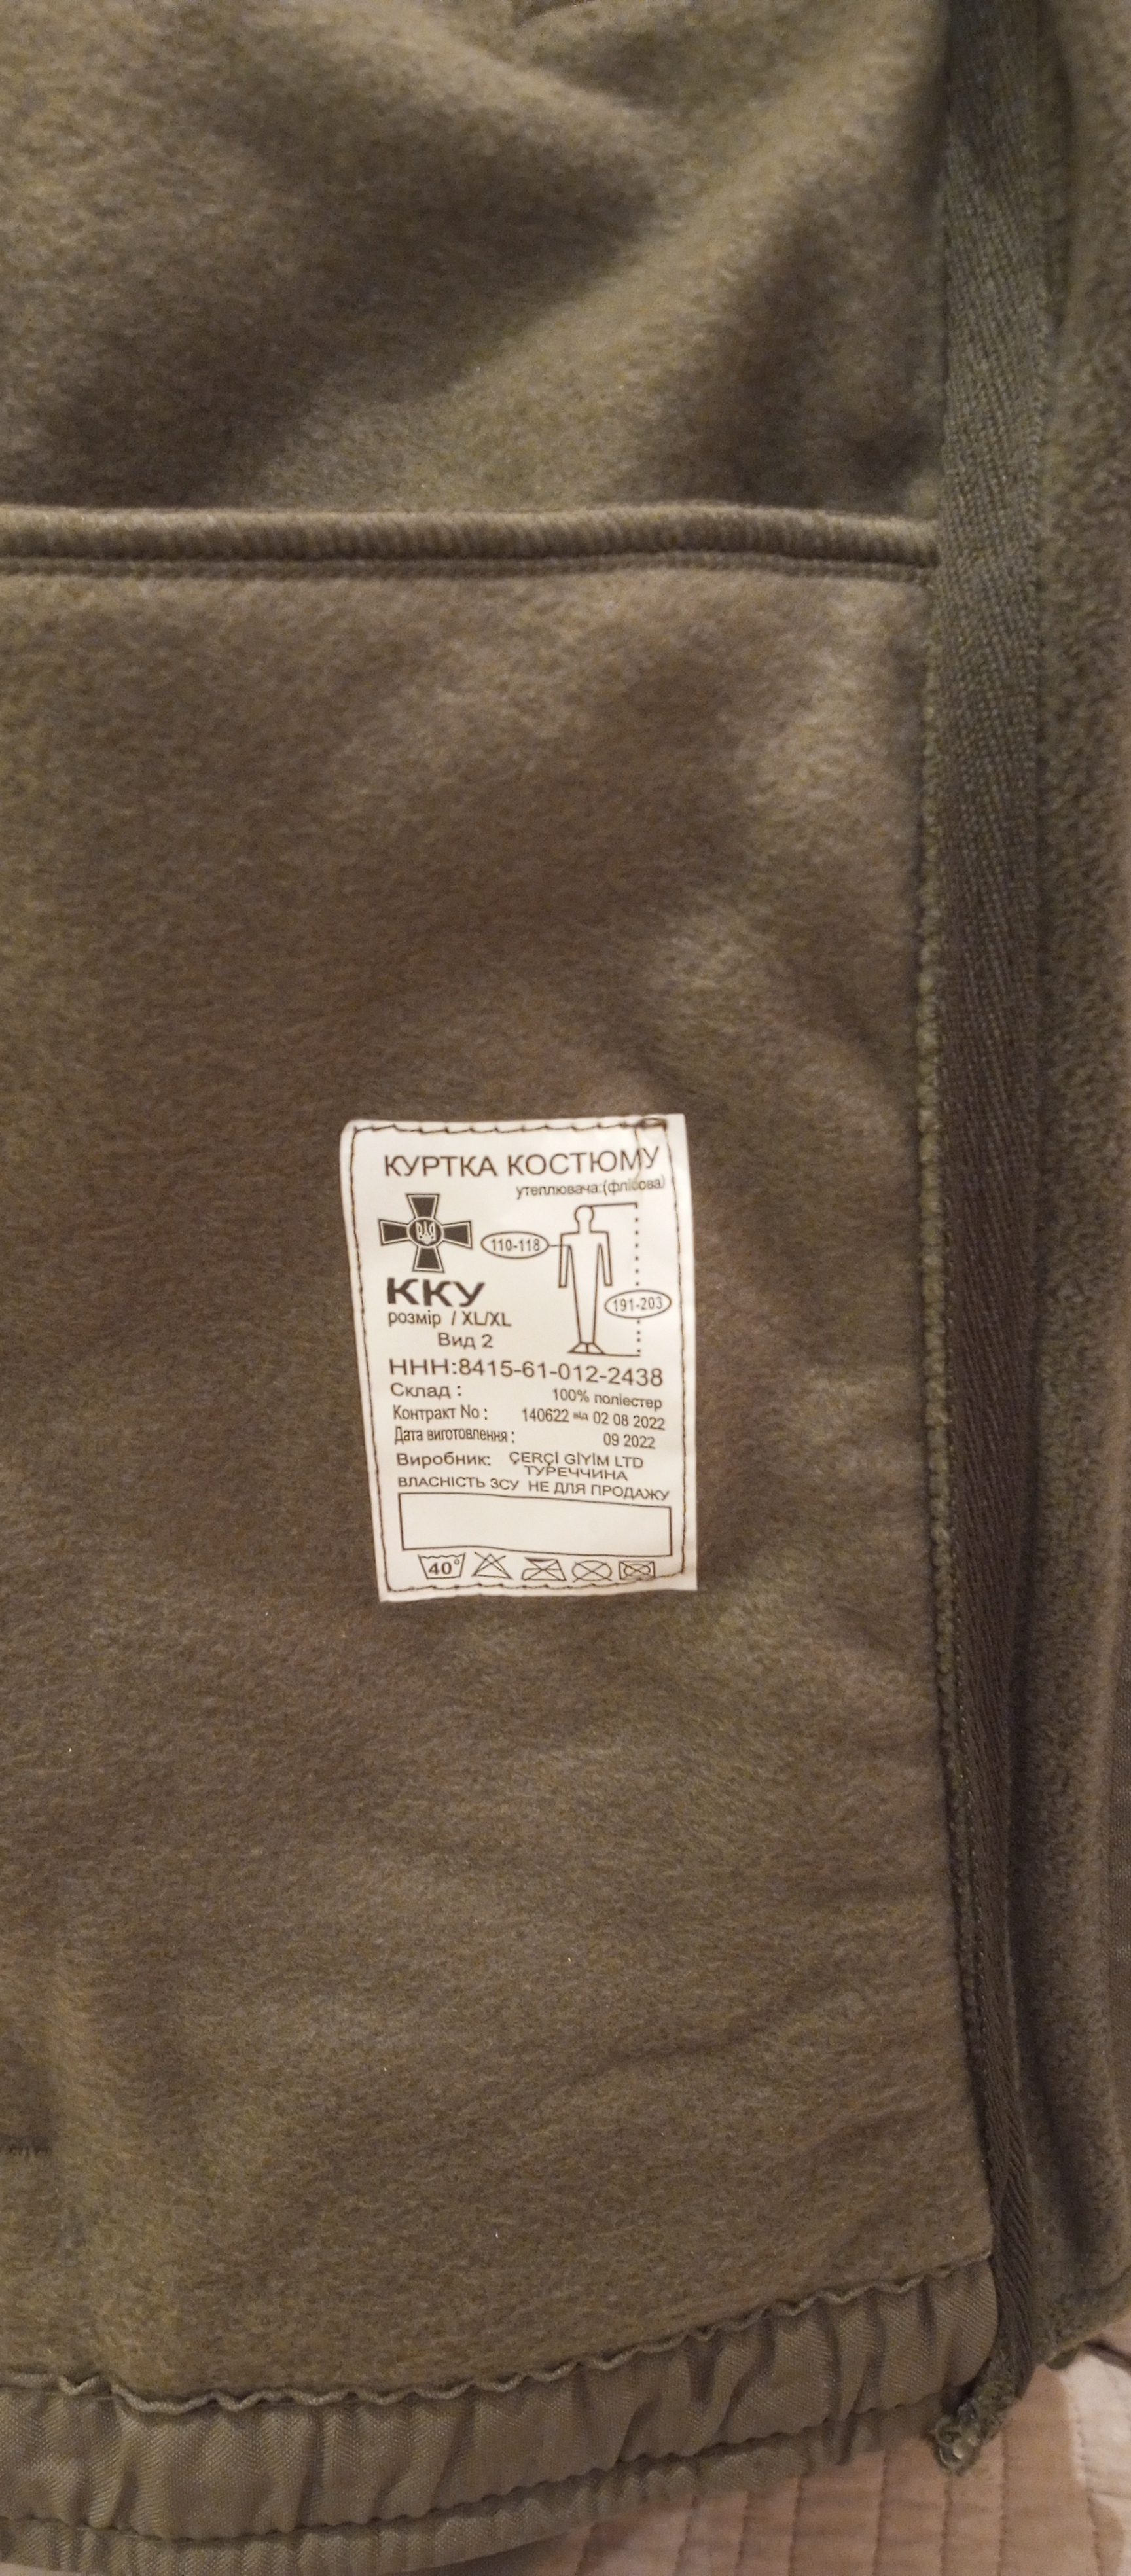 КУРТКА КОСТЮМУ
утеплювача:(флісова)
110-118
191-203
ККУ
розмір / XL/XL
Вид 2
ННН:8415-61-012-2438
Склад : 100% поліестер
Контракт No : 140622 від 02 08 2022
Дата виготовлення : 09 2022
Виробник: ÇERÇİ GİYİM LTD
ТУРЕЧЧИНА
ВЛАСНІСТЬ ЗСУ НЕ ДЛЯ ПРОДАЖУ
40°